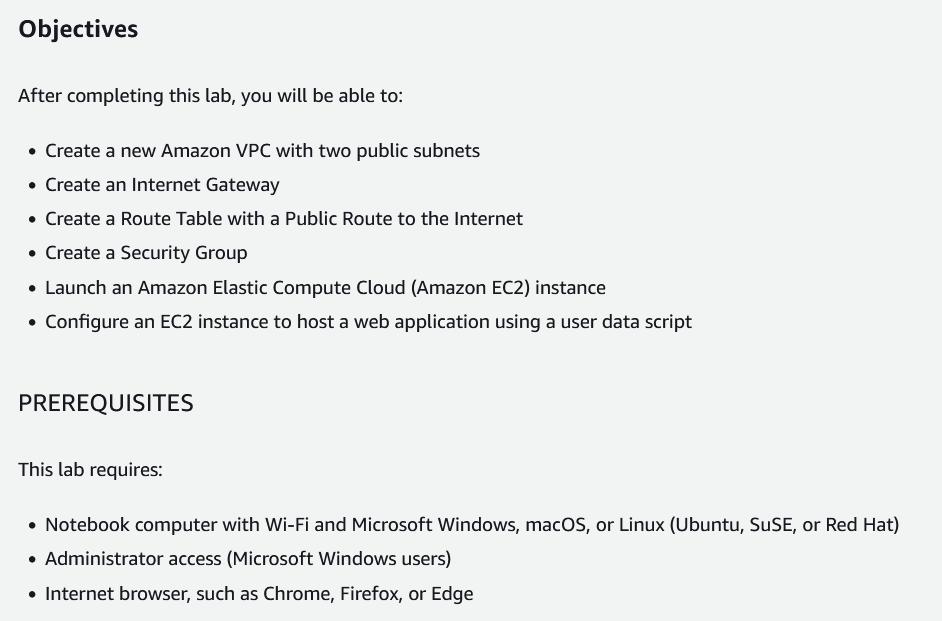 Objectives
After completing this lab, you will be able to:
• Create a new Amazon VPC with two public subnets
• Create an Internet Gateway
• Create a Route Table with a Public Route to the Internet
• Create a Security Group
• Launch an Amazon Elastic Compute Cloud (Amazon EC2) instance
• Configure an EC2 instance to host a web application using a user data script
PREREQUISITES
This lab requires:
• Notebook computer with Wi-Fi and Microsoft Windows, macOS, or Linux (Ubuntu, SuSE, or Red Hat)
• Administrator access (Microsoft Windows users)
• Internet browser, such as Chrome, Firefox, or Edge